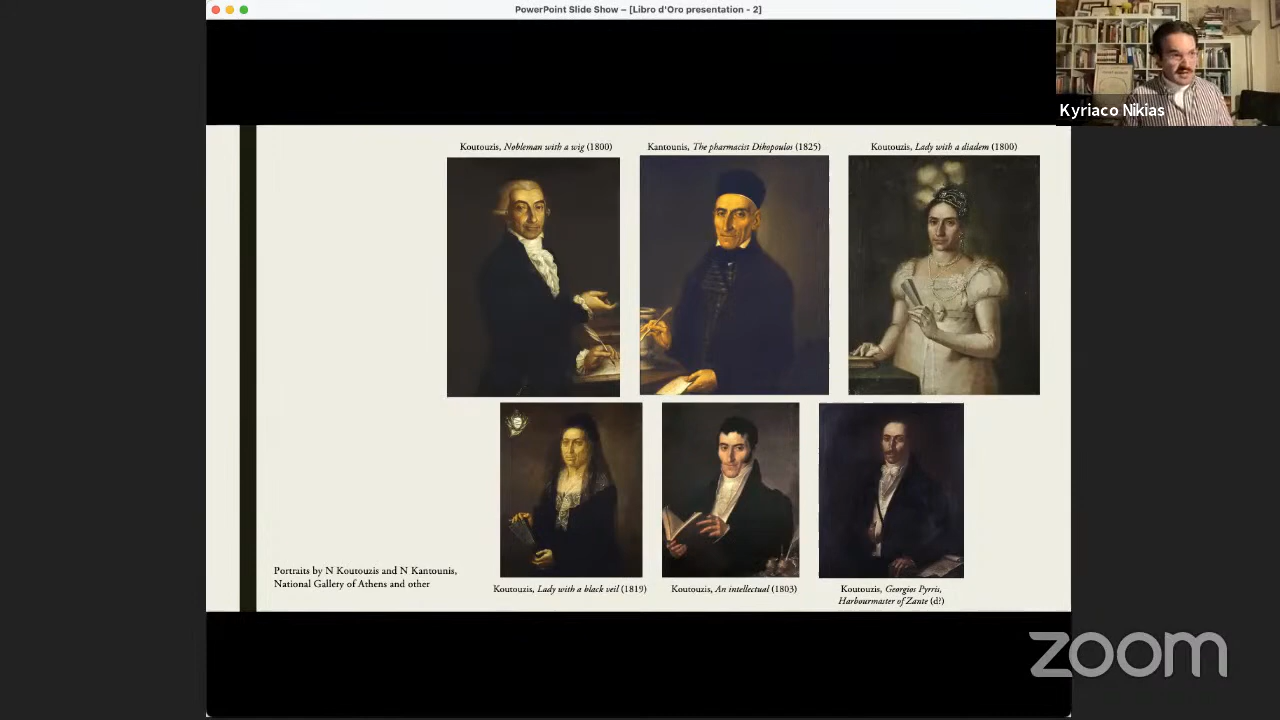 PowerPoint Slide Show – [Libro d'Oro presentation - 2]
Kyriaco Nikias
Koutouzis, Nobleman with a wig (1800)
Kantounis, The pharmacist Dikopoulos (1825)
Koutouzis, Lady with a diadem (1800)
Portraits by N Koutouzis and N Kantounis,
National Gallery of Athens and other
Koutouzis, Lady with a black veil (1819)
Koutouzis, An intellectual (1803)
Koutouzis, Georgios Pyrris,
Harbourmaster of Zante (d?)
zoom